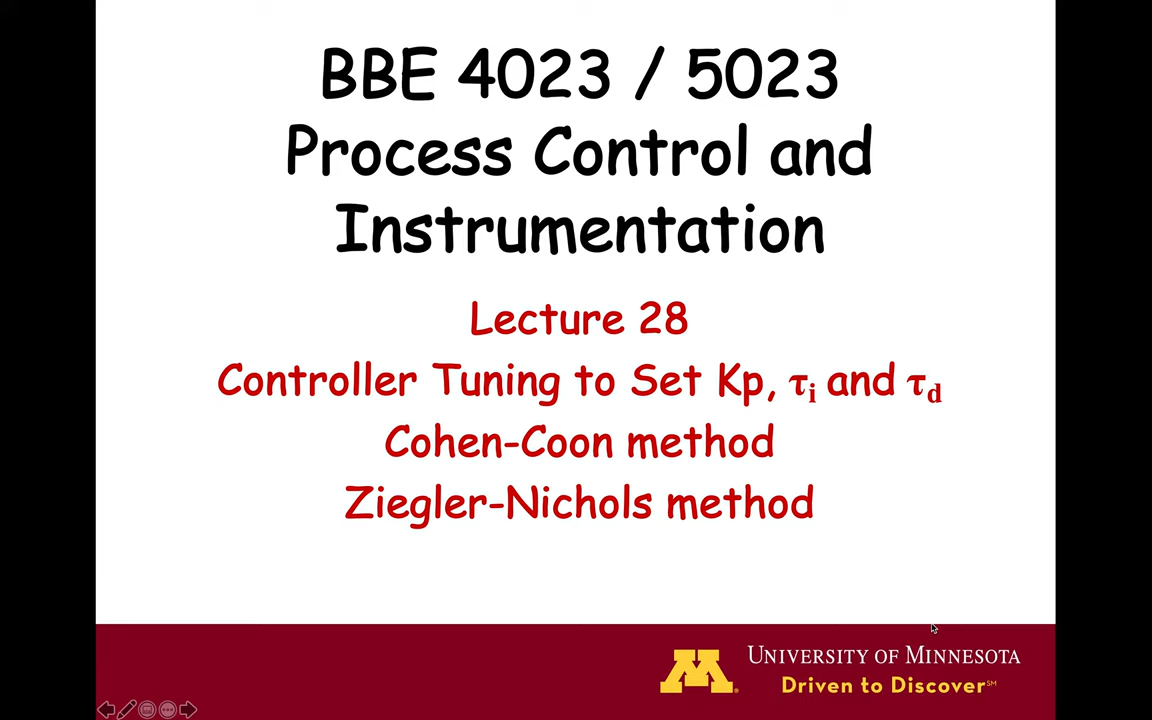 BBE 4023 / 5023
Process Control and
Instrumentation
Lecture 28
Controller Tuning to Set Kp, τi and τd
Cohen-Coon method
Ziegler-Nichols method
M
UNIVERSITY OF MINNESOTA
Driven to Discover℠